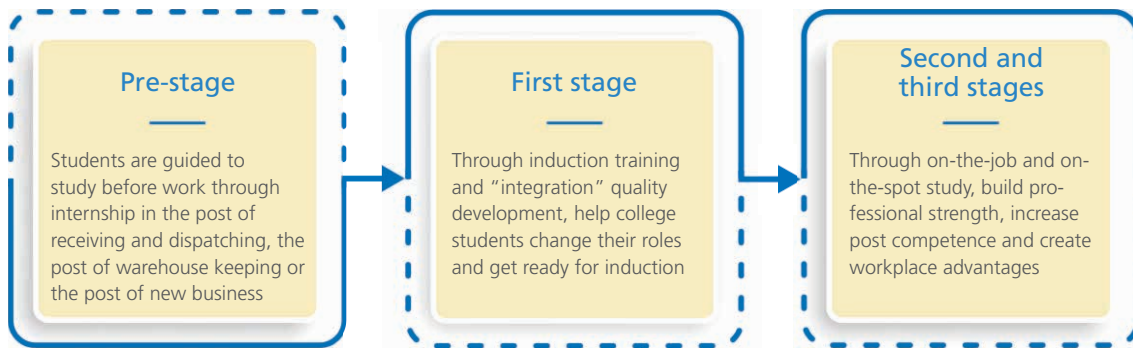 Pre-stage
Students are guided to
study before work through
internship in the post of
receiving and dispatching, the
post of warehouse keeping or
the post of new business
First stage
Through induction training
and “integration” quality
development, help college
students change their roles
and get ready for induction
Second and
third stages
Through on-the-job and on-
the-spot study, build pro-
fessional strength, increase
post competence and create
workplace advantages